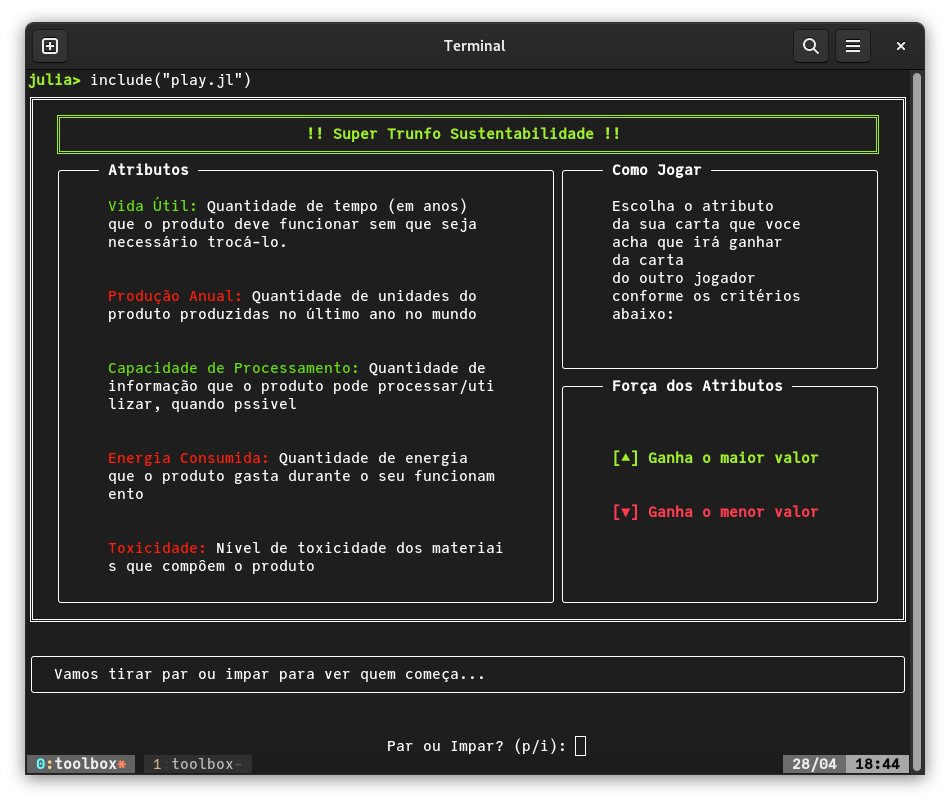 Terminal
julia> include("play.jl")
!! Super Trunfo Sustentabilidade !!
Atributos
Vida Útil: Quantidade de tempo (em anos)
que o produto deve funcionar sem que seja
necessário trocá-lo.
Produção Anual: Quantidade de unidades do
produto produzidas no último ano no mundo
Capacidade de Processamento: Quantidade de
informação que o produto pode processar/uti
lizar, quando pssivel
Energia Consumida: Quantidade de energia
que o produto gasta durante o seu funcionam
ento
Toxicidade: Nível de toxicidade dos materiai
s que compôem o produto
Como Jogar
Escolha o atributo
da sua carta que voce
acha que irá ganhar
da carta
do outro jogador
conforme os critérios
abaixo:
Força dos Atributos
[▲] Ganha o maior valor
[▼] Ganha o menor valor
Vamos tirar par ou impar para ver quem começa...
Par ou Impar? (p/i):
0:toolbox* 1:toolbox- 28/04 18:44